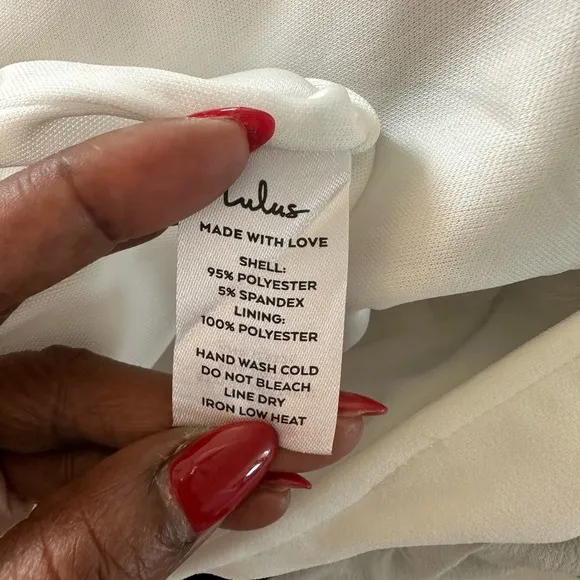 Lulus
MADE WITH LOVE
SHELL:
95% POLYESTER
5% SPANDEX
LINING:
100% POLYESTER
HAND WASH COLD
DO NOT BLEACH
LINE DRY
IRON LOW HEAT